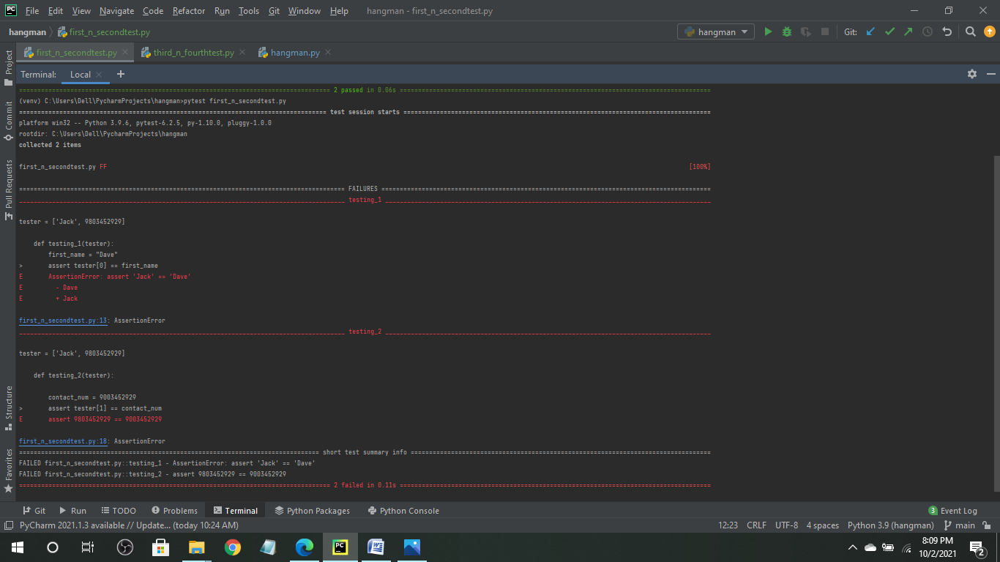 PC File Edit View Navigate Code Refactor Run Tools Git Window Help hangman - first_n_secondtest.py
hangman first_n_secondtest.py hangman Git:
first_n_secondtest.py third_n_fourthtest.py hangman.py
Project
Commit
Pull Requests
Structure
Favorites
Terminal: Local +
===================================================================================== 2 passed in 0.06s =====================================================================================
(venv) C:\Users\Dell\PycharmProjects\hangman>pytest first_n_secondtest.py
==================================================================================== test session starts ====================================================================================
platform win32 -- Python 3.9.6, pytest-6.2.5, py-1.10.0, pluggy-1.0.0
rootdir: C:\Users\Dell\PycharmProjects\hangman
collected 2 items
first_n_secondtest.py FF [100%]
========================================================================================= FAILURES ==========================================================================================
_________________________________________________________________________________________ testing_1 _________________________________________________________________________________________
tester = ['Jack', 9803452929]
def testing_1(tester):
first_name = "Dave"
> assert tester[0] == first_name
E AssertionError: assert 'Jack' == 'Dave'
E - Dave
E + Jack
first_n_secondtest.py:13: AssertionError
_________________________________________________________________________________________ testing_2 _________________________________________________________________________________________
tester = ['Jack', 9803452929]
def testing_2(tester):
contact_num = 9003452929
> assert tester[1] == contact_num
E assert 9803452929 == 9003452929
first_n_secondtest.py:18: AssertionError
================================================================================== short test summary info ==================================================================================
FAILED first_n_secondtest.py::testing_1 - AssertionError: assert 'Jack' == 'Dave'
FAILED first_n_secondtest.py::testing_2 - assert 9803452929 == 9003452929
===================================================================================== 2 failed in 0.11s =====================================================================================
Git Run TODO Problems Terminal Python Packages Python Console 3 Event Log
PyCharm 2021.1.3 available // Update... (today 10:24 AM) 12:23 CRLF UTF-8 4 spaces Python 3.9 (hangman) main
PC W 8:09 PM
10/2/2021 2